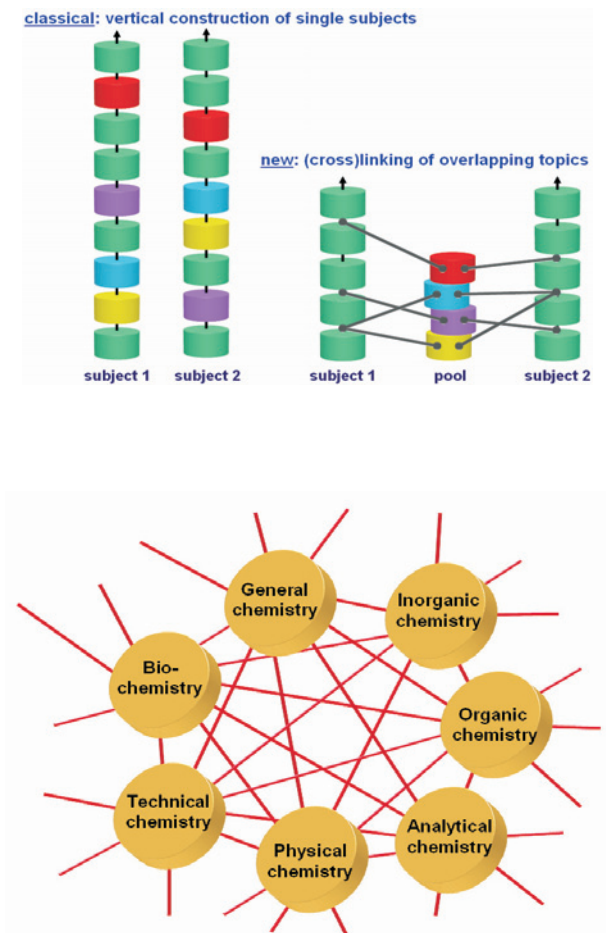 classical: vertical construction of single subjects
new: (cross)linking of overlapping topics
subject 1
subject 2
subject 1
pool
subject 2
General
chemistry
Inorganic
chemistry
Bio-
chemistry
Organic
chemistry
Technical
chemistry
Physical
chemistry
Analytical
chemistry